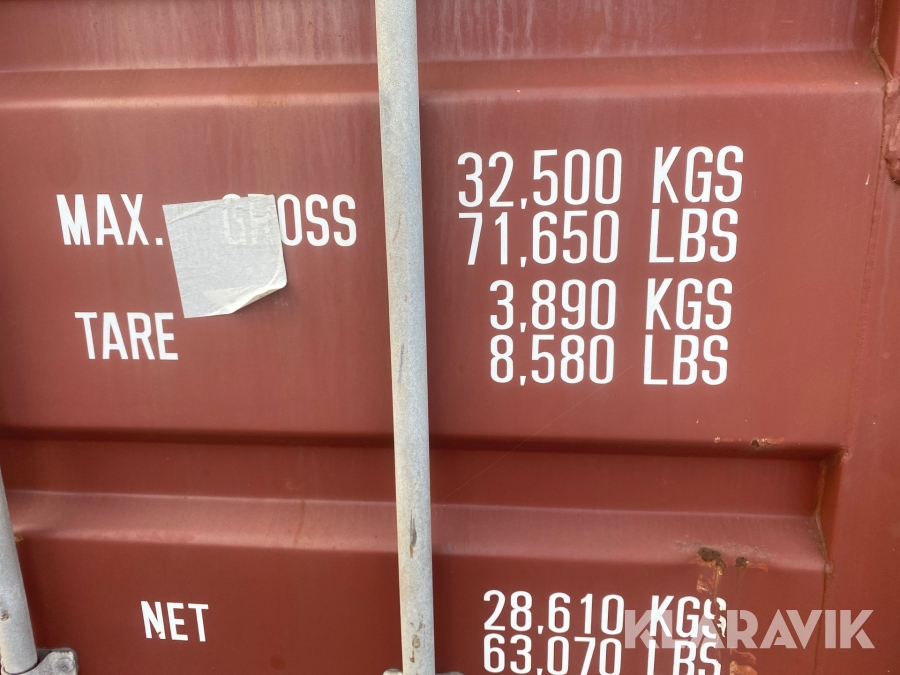 MAX. GROSS 32,500 KGS
71,650 LBS
TARE 3,890 KGS
8,580 LBS
NET 28,610 KGS
63,070 LBS
KLARAVIK